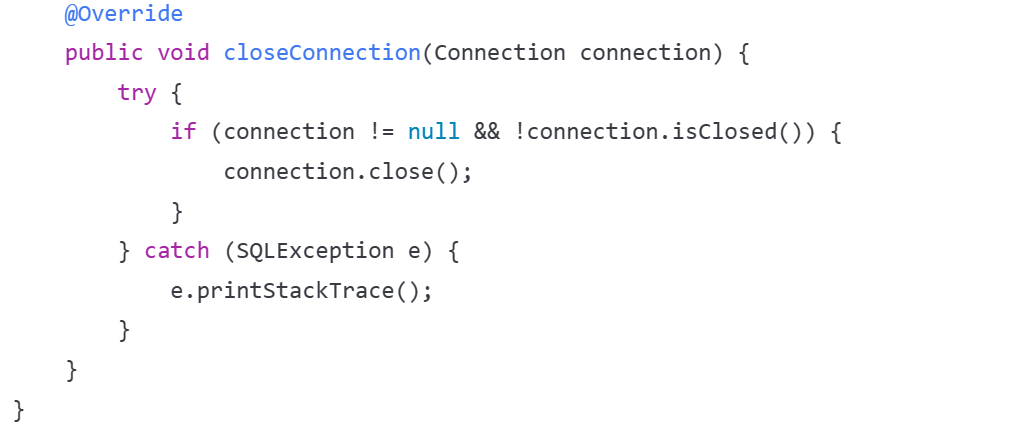 @Override
    public void closeConnection(Connection connection) {
        try {
            if (connection != null && !connection.isClosed()) {
                connection.close();
            }
        } catch (SQLException e) {
            e.printStackTrace();
        }
    }
}